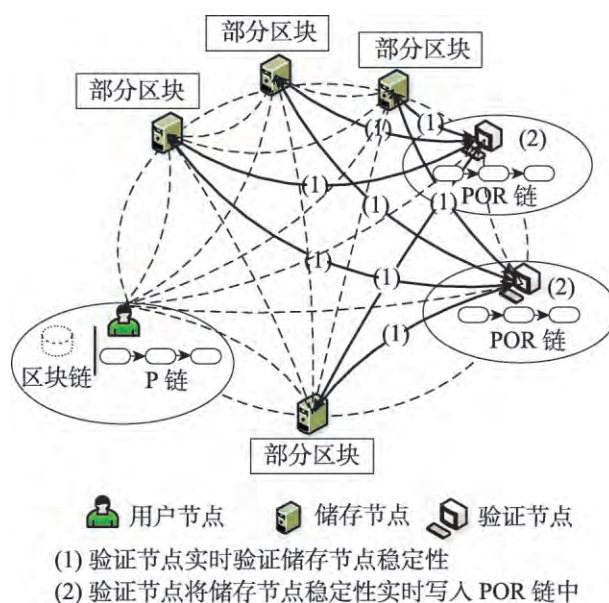 部分区块
部分区块
部分区块
(1)
(1)
(2)
POR 链
(1)
(1)
(1)
(1)
(1)
(2)
(1)
POR 链
区块链
P 链
部分区块
用户节点
储存节点
验证节点
(1) 验证节点实时验证储存节点稳定性
(2) 验证节点将储存节点稳定性实时写入 POR 链中